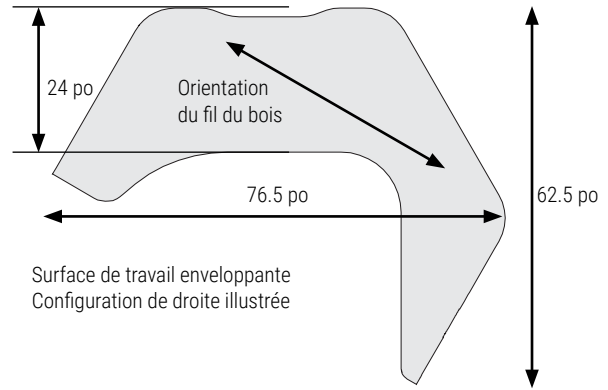 24 po
Orientation
du fil du bois
76.5 po
62.5 po
Surface de travail enveloppante
Configuration de droite illustrée